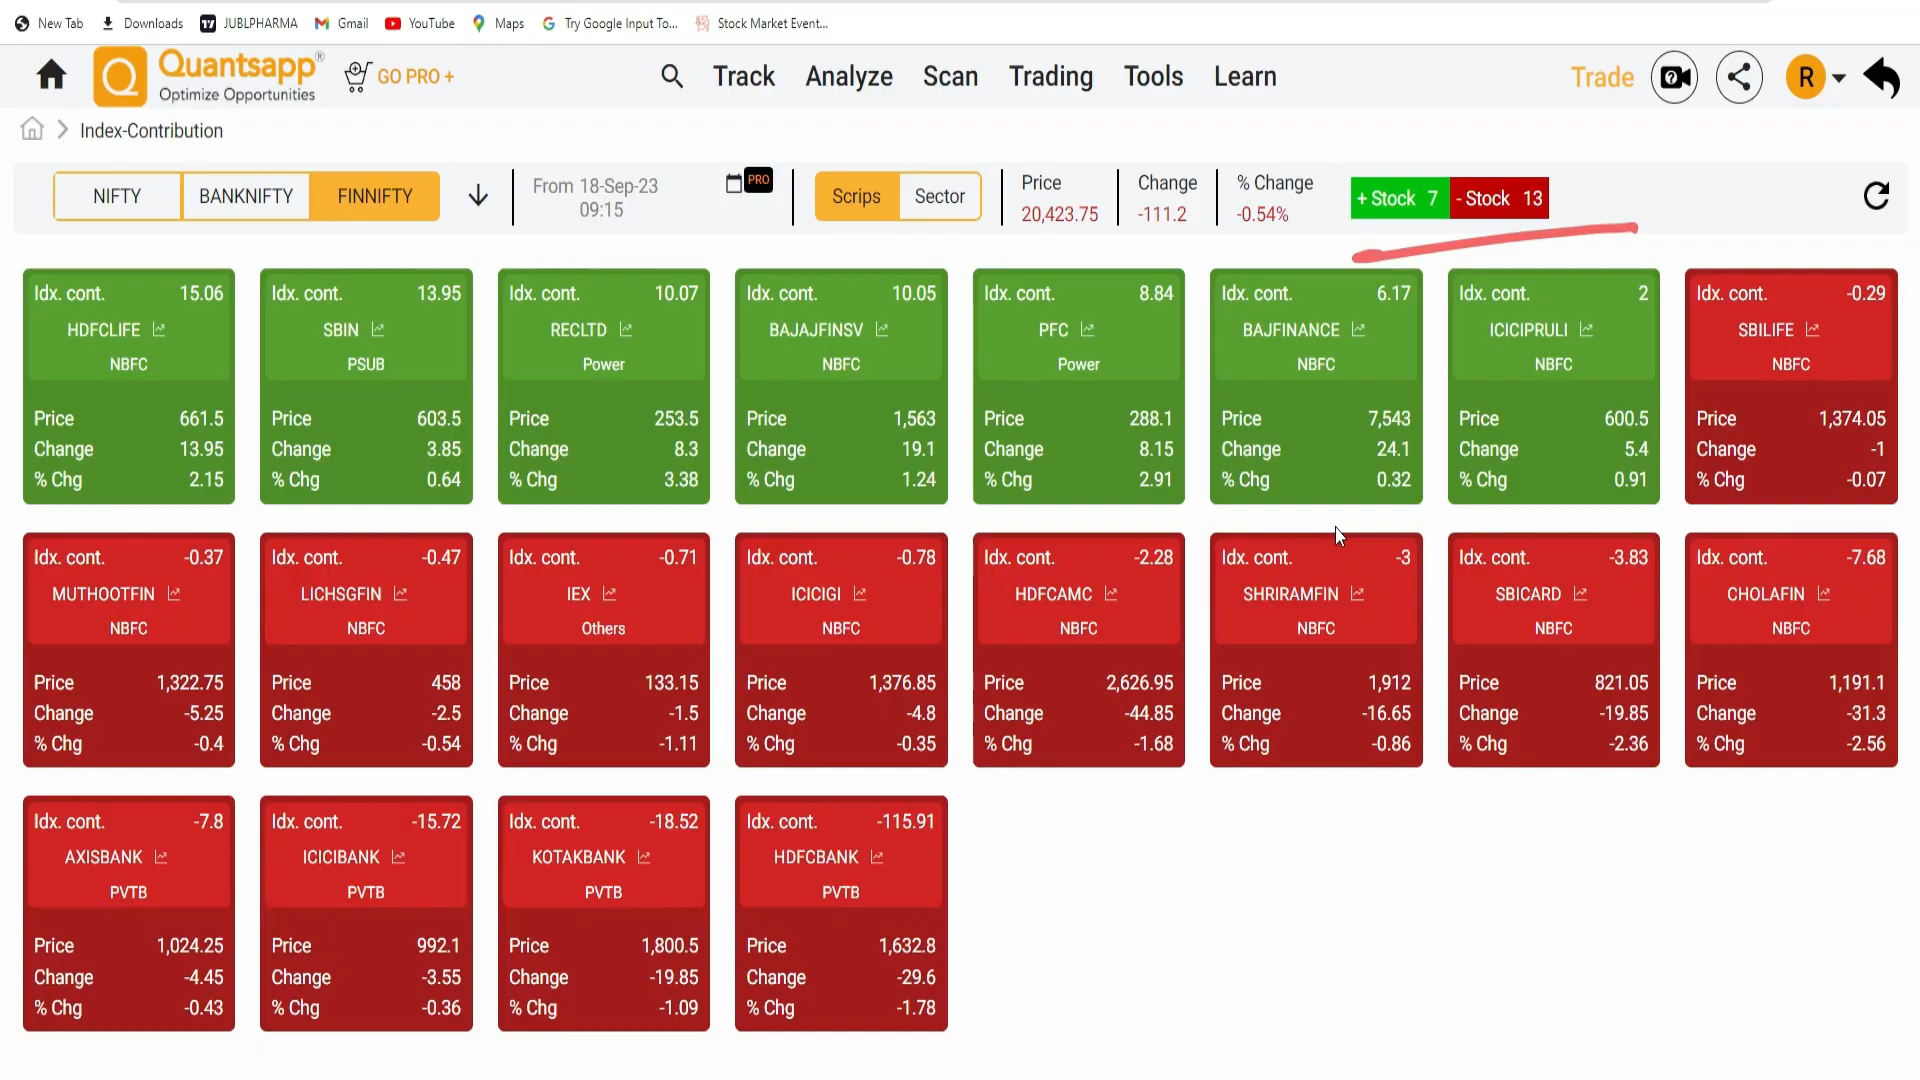 New Tab Downloads JUBLPHARMA Gmail YouTube Maps Try Google Input To... Stock Market Event...
Quantsapp®
Optimize Opportunities
GO PRO +
Track Analyze Scan Trading Tools Learn
Trade
R
Index-Contribution
NIFTY BANKNIFTY FINNIFTY
From 18-Sep-23
09:15
PRO
Scrips Sector
Price Change % Change
20,423.75 -111.2 -0.54%
+ Stock 7 - Stock 13
Idx. cont. 15.06 Idx. cont. 13.95 Idx. cont. 10.07 Idx. cont. 10.05 Idx. cont. 8.84 Idx. cont. 6.17 Idx. cont. 2 Idx. cont. -0.29
HDFCLIFE SBIN RECLTD BAJAJFINSV PFC BAJFINANCE ICICIPRULI SBILIFE
NBFC PSUB Power NBFC Power NBFC NBFC NBFC
Price 661.5 Price 603.5 Price 253.5 Price 1,563 Price 288.1 Price 7,543 Price 600.5 Price 1,374.05
Change 13.95 Change 3.85 Change 8.3 Change 19.1 Change 8.15 Change 24.1 Change 5.4 Change -1
% Chg 2.15 % Chg 0.64 % Chg 3.38 % Chg 1.24 % Chg 2.91 % Chg 0.32 % Chg 0.91 % Chg -0.07
Idx. cont. -0.37 Idx. cont. -0.47 Idx. cont. -0.71 Idx. cont. -0.78 Idx. cont. -2.28 Idx. cont. -3 Idx. cont. -3.83 Idx. cont. -7.68
MUTHOOTFIN LICHSGFIN IEX ICICIGI HDFCAMC SHRIRAMFIN SBICARD CHOLAFIN
NBFC NBFC Others NBFC NBFC NBFC NBFC NBFC
Price 1,322.75 Price 458 Price 133.15 Price 1,376.85 Price 2,626.95 Price 1,912 Price 821.05 Price 1,191.1
Change -5.25 Change -2.5 Change -1.5 Change -4.8 Change -44.85 Change -16.65 Change -19.85 Change -31.3
% Chg -0.4 % Chg -0.54 % Chg -1.11 % Chg -0.35 % Chg -1.68 % Chg -0.86 % Chg -2.36 % Chg -2.56
Idx. cont. -7.8 Idx. cont. -15.72 Idx. cont. -18.52 Idx. cont. -115.91
AXISBANK ICICIBANK KOTAKBANK HDFCBANK
PVTB PVTB PVTB PVTB
Price 1,024.25 Price 992.1 Price 1,800.5 Price 1,632.8
Change -4.45 Change -3.55 Change -19.85 Change -29.6
% Chg -0.43 % Chg -0.36 % Chg -1.09 % Chg -1.78